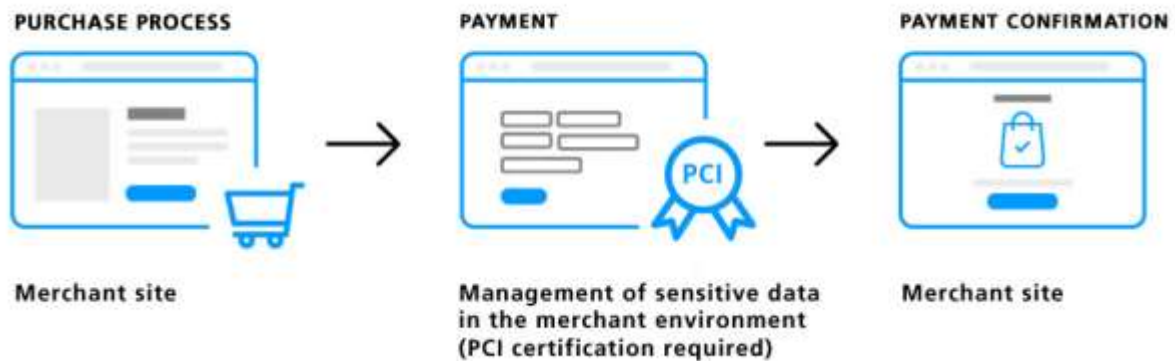 PURCHASE PROCESS
PAYMENT
PAYMENT CONFIRMATION
PCI
Merchant site
Management of sensitive data
in the merchant environment
(PCI certification required)
Merchant site